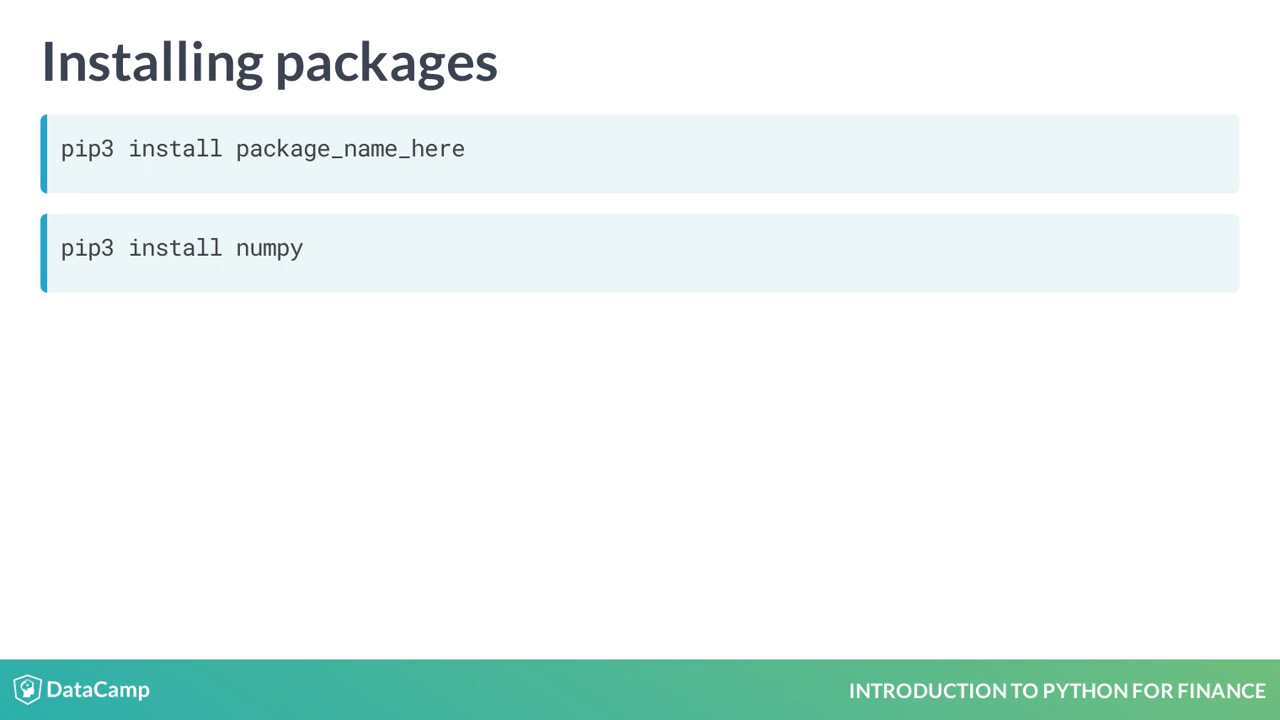 Installing packages
pip3 install package_name_here
pip3 install numpy
DataCamp
INTRODUCTION TO PYTHON FOR FINANCE